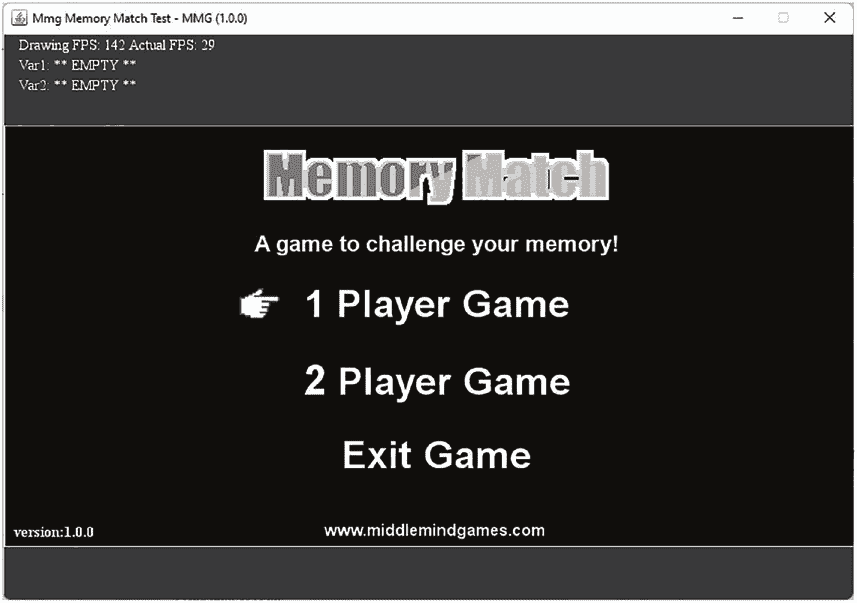 Mmg Memory Match Test - MMG (1.0.0)
Drawing FPS: 142 Actual FPS: 29
Var1: ** EMPTY **
Var2: ** EMPTY **
Memory Match
A game to challenge your memory!
1 Player Game
2 Player Game
Exit Game
version:1.0.0
www.middlemindgames.com